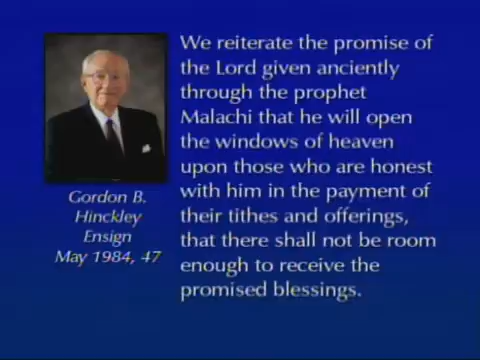 We reiterate the promise of
the Lord given anciently
through the prophet
Malachi that he will open
the windows of heaven
upon those who are honest
with him in the payment of
their tithes and offerings,
that there shall not be room
enough to receive the
promised blessings.
Gordon B.
Hinckley
Ensign
May 1984, 47